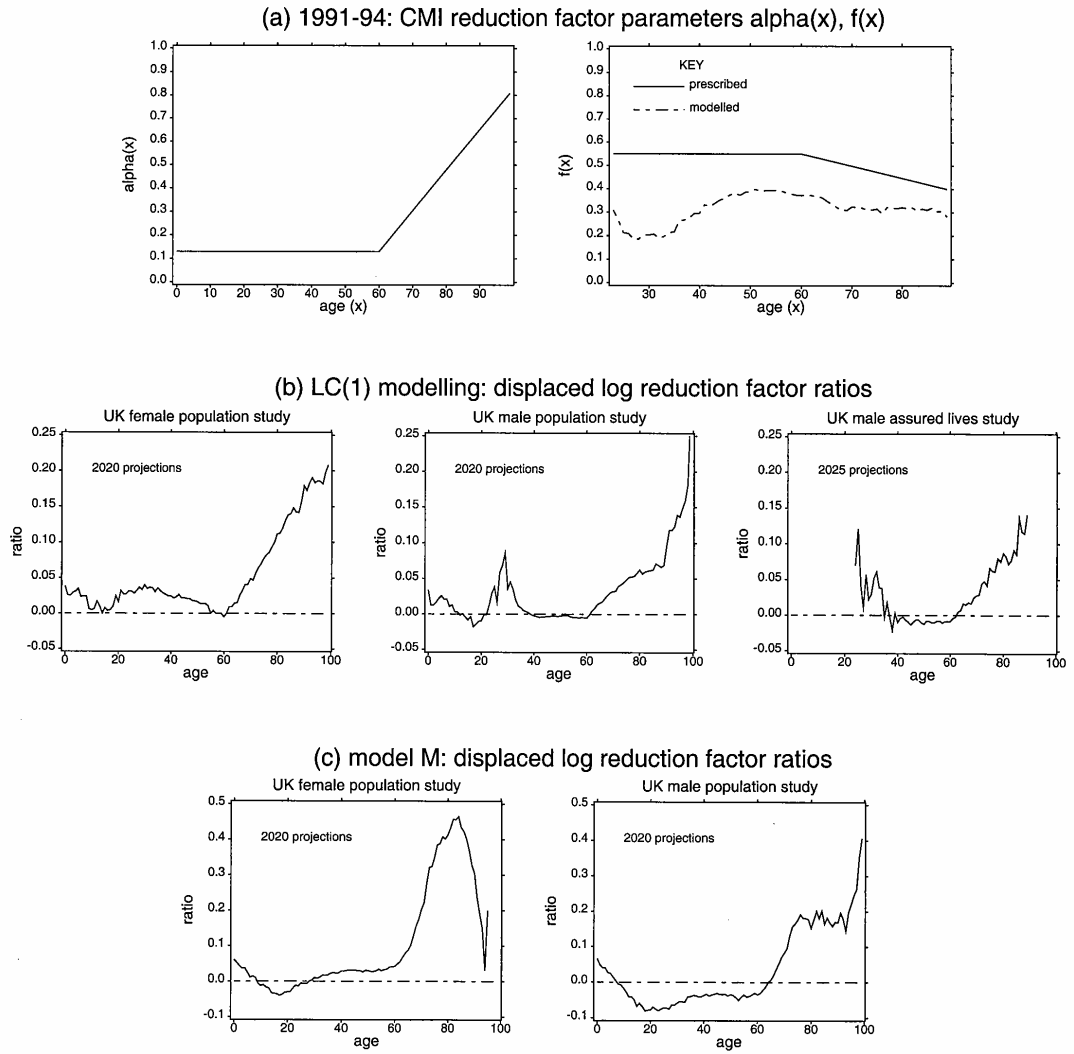 (a) 1991-94: CMI reduction factor parameters alpha(x), f(x)
1.0
0.9
0.8
0.7
0.6
0.5
0.4
0.3
0.2
0.1
0.0
alpha(x)
0 10 20 30 40 50 60 70 80 90
age (x)
1.0
0.9
0.8
0.7
0.6
0.5
0.4
0.3
0.2
0.1
0.0
f(x)
KEY
prescribed
modelled
30 40 50 60 70 80
age (x)
(b) LC(1) modelling: displaced log reduction factor ratios
UK female population study
0.25
0.20
0.15
0.10
0.05
0.00
-0.05
ratio
2020 projections
0 20 40 60 80 100
age
UK male population study
0.25
0.20
0.15
0.10
0.05
0.00
-0.05
ratio
2020 projections
0 20 40 60 80 100
age
UK male assured lives study
0.25
0.20
0.15
0.10
0.05
0.00
-0.05
ratio
2025 projections
0 20 40 60 80 100
age
(c) model M: displaced log reduction factor ratios
UK female population study
0.5
0.4
0.3
0.2
0.1
0.0
-0.1
ratio
2020 projections
0 20 40 60 80 100
age
UK male population study
0.5
0.4
0.3
0.2
0.1
0.0
-0.1
ratio
2020 projections
0 20 40 60 80 100
age